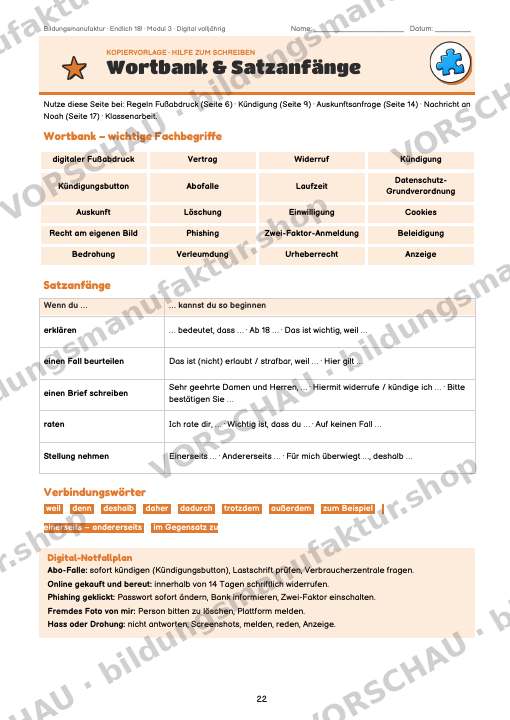 Bildungsmanufaktur · Endlich 18! · Modul 3 · Digital volljährig Name: Datum:
KOPIERVORLAGE · HILFE ZUM SCHREIBEN
Wortbank & Satzanfänge
Nutze diese Seite bei: Regeln Fußabdruck (Seite 6) · Kündigung (Seite 9) · Auskunftsanfrage (Seite 14) · Nachricht an
Noah (Seite 17) · Klassenarbeit.
Wortbank – wichtige Fachbegriffe
digitaler Fußabdruck Vertrag Widerruf Kündigung
Kündigungsbutton Abofalle Laufzeit Datenschutz-
Grundverordnung
Auskunft Löschung Einwilligung Cookies
Recht am eigenen Bild Phishing Zwei-Faktor-Anmeldung Beleidigung
Bedrohung Verleumdung Urheberrecht Anzeige
Satzanfänge
Wenn du … … kannst du so beginnen
erklären … bedeutet, dass … · Ab 18 … · Das ist wichtig, weil …
einen Fall beurteilen Das ist (nicht) erlaubt / strafbar, weil … · Hier gilt …
einen Brief schreiben Sehr geehrte Damen und Herren, … · Hiermit widerrufe / kündige ich … · Bitte
bestätigen Sie …
raten Ich rate dir, … · Wichtig ist, dass du … · Auf keinen Fall …
Stellung nehmen Einerseits … · Andererseits … · Für mich überwiegt …, deshalb …
Verbindungswörter
weil denn deshalb daher dadurch trotzdem außerdem zum Beispiel
einerseits – andererseits im Gegensatz zu
Digital-Notfallplan
Abo-Falle: sofort kündigen (Kündigungsbutton), Lastschrift prüfen, Verbraucherzentrale fragen.
Online gekauft und bereut: innerhalb von 14 Tagen schriftlich widerrufen.
Phishing geklickt: Passwort sofort ändern, Bank informieren, Zwei-Faktor einschalten.
Fremdes Foto von mir: Person bitten zu löschen, Plattform melden.
Hass oder Drohung: nicht antworten, Screenshots, melden, reden, Anzeige.
22
VORSCHAU · bildungsmanufaktur.shop